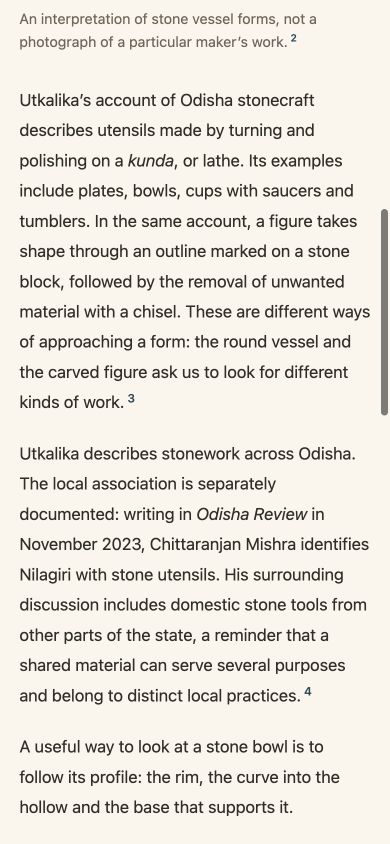 An interpretation of stone vessel forms, not a
photograph of a particular maker’s work. 2
Utkalika’s account of Odisha stonecraft
describes utensils made by turning and
polishing on a kunda, or lathe. Its examples
include plates, bowls, cups with saucers and
tumblers. In the same account, a figure takes
shape through an outline marked on a stone
block, followed by the removal of unwanted
material with a chisel. These are different ways
of approaching a form: the round vessel and
the carved figure ask us to look for different
kinds of work. 3
Utkalika describes stonework across Odisha.
The local association is separately
documented: writing in Odisha Review in
November 2023, Chittaranjan Mishra identifies
Nilagiri with stone utensils. His surrounding
discussion includes domestic stone tools from
other parts of the state, a reminder that a
shared material can serve several purposes
and belong to distinct local practices. 4
A useful way to look at a stone bowl is to
follow its profile: the rim, the curve into the
hollow and the base that supports it.